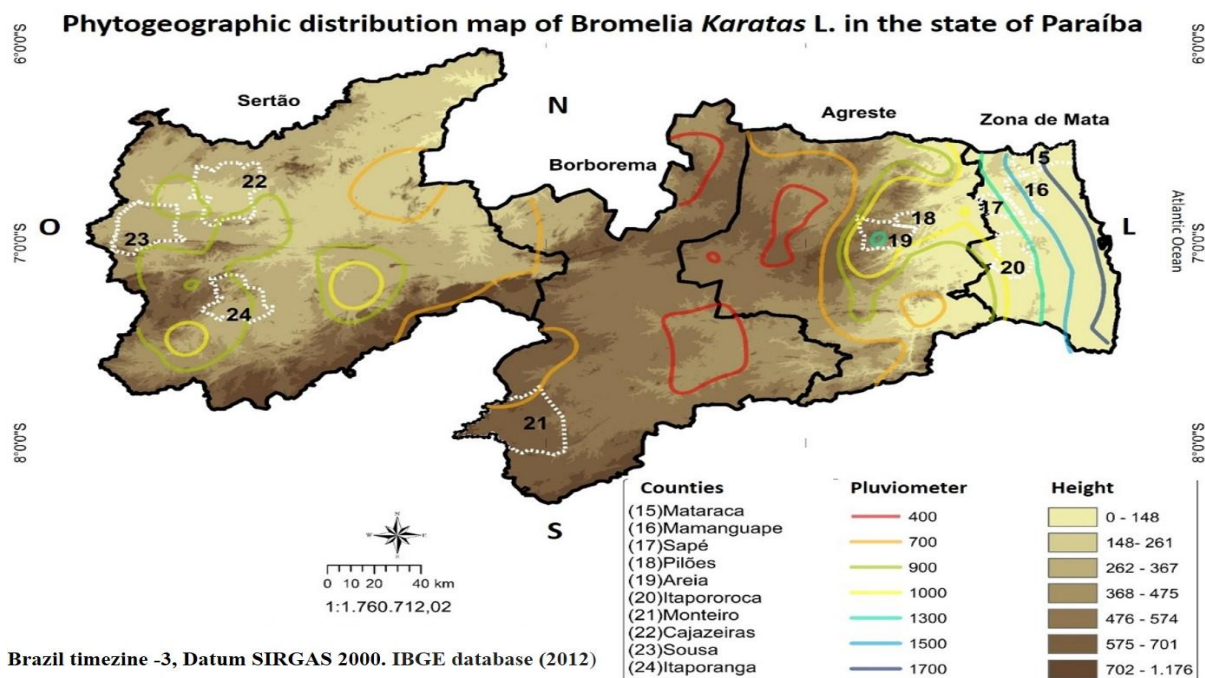 Phytogeographic distribution map of Bromelia Karatas L. in the state of Paraíba
6°0'0"S
6°0'0"S
Sertão
N
Agreste
Zona de Mata
Borborema
15
16
22
17
18
Atlantic Ocean
O
23
19
L
7°0'0"S
7°0'0"S
20
24
21
8°0'0"S
8°0'0"S
S
Counties
(15)Mataraca
(16)Mamanguape
(17)Sapé
(18)Pilões
(19)Areia
(20)Itapororoca
(21)Monteiro
(22)Cajazeiras
(23)Sousa
(24)Itaporanga
Pluviometer
400
700
900
1000
1300
1500
1700
Height
0 - 148
148- 261
262 - 367
368 - 475
476 - 574
575 - 701
702 - 1.176
N
W
E
S
0 10 20 40 km
1:1.760.712,02
Brazil timezine -3, Datum SIRGAS 2000. IBGE database (2012)